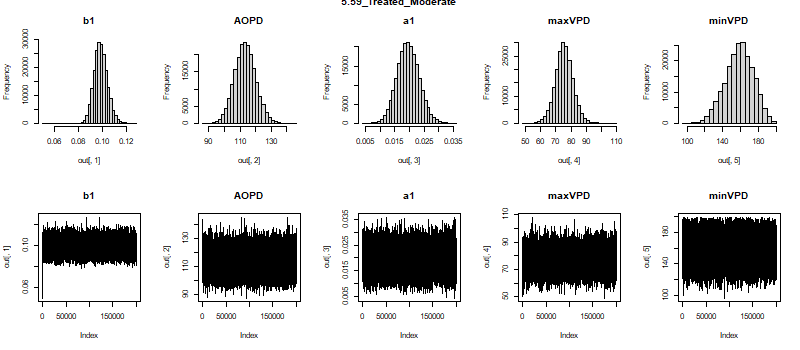 5.59_Treated_Moderate
b1 AOPD a1 maxVPD minVPD
Frequency 0 5000 15000 30000
0.06 0.08 0.10 0.12
out[, 1]
Frequency 0 5000 15000
90 110 130
out[, 2]
Frequency 0 5000 15000
0.005 0.015 0.025 0.035
out[, 3]
Frequency 0 10000 25000
50 60 70 80 90 110
out[, 4]
Frequency 0 10000 25000
100 140 180
out[, 5]
b1 AOPD a1 maxVPD minVPD
out[, 1] 0.06 0.10
0 50000 150000
Index
out[, 2] 90 110 130
0 50000 150000
Index
out[, 3] 0.005 0.015 0.025 0.035
0 50000 150000
Index
out[, 4] 50 70 90 110
0 50000 150000
Index
out[, 5] 100 140 180
0 50000 150000
Index